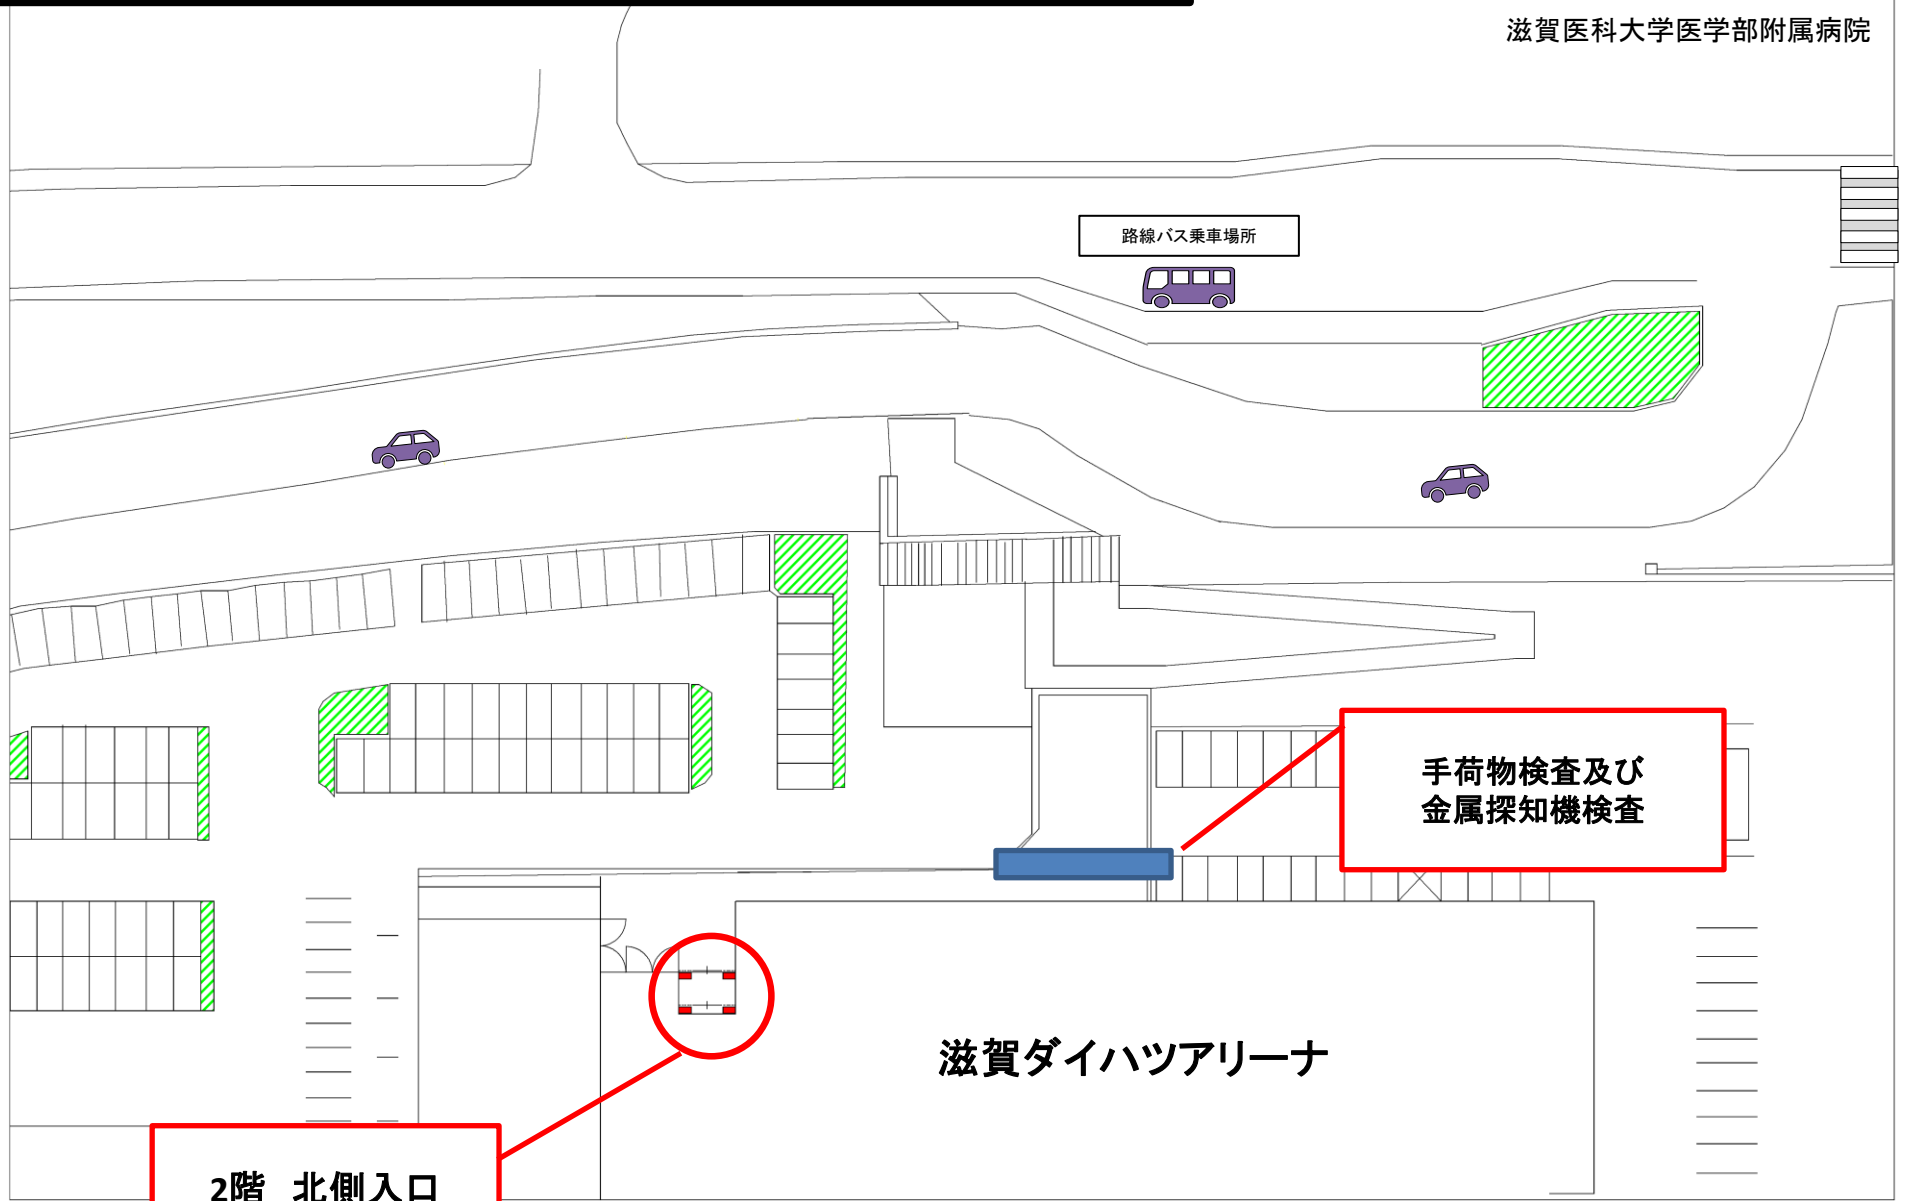 滋賀医科大学医学部附属病院
路線バス乗車場所
手荷物検査及び
金属探知機検査
滋賀ダイハツアリーナ
2階 北側入口